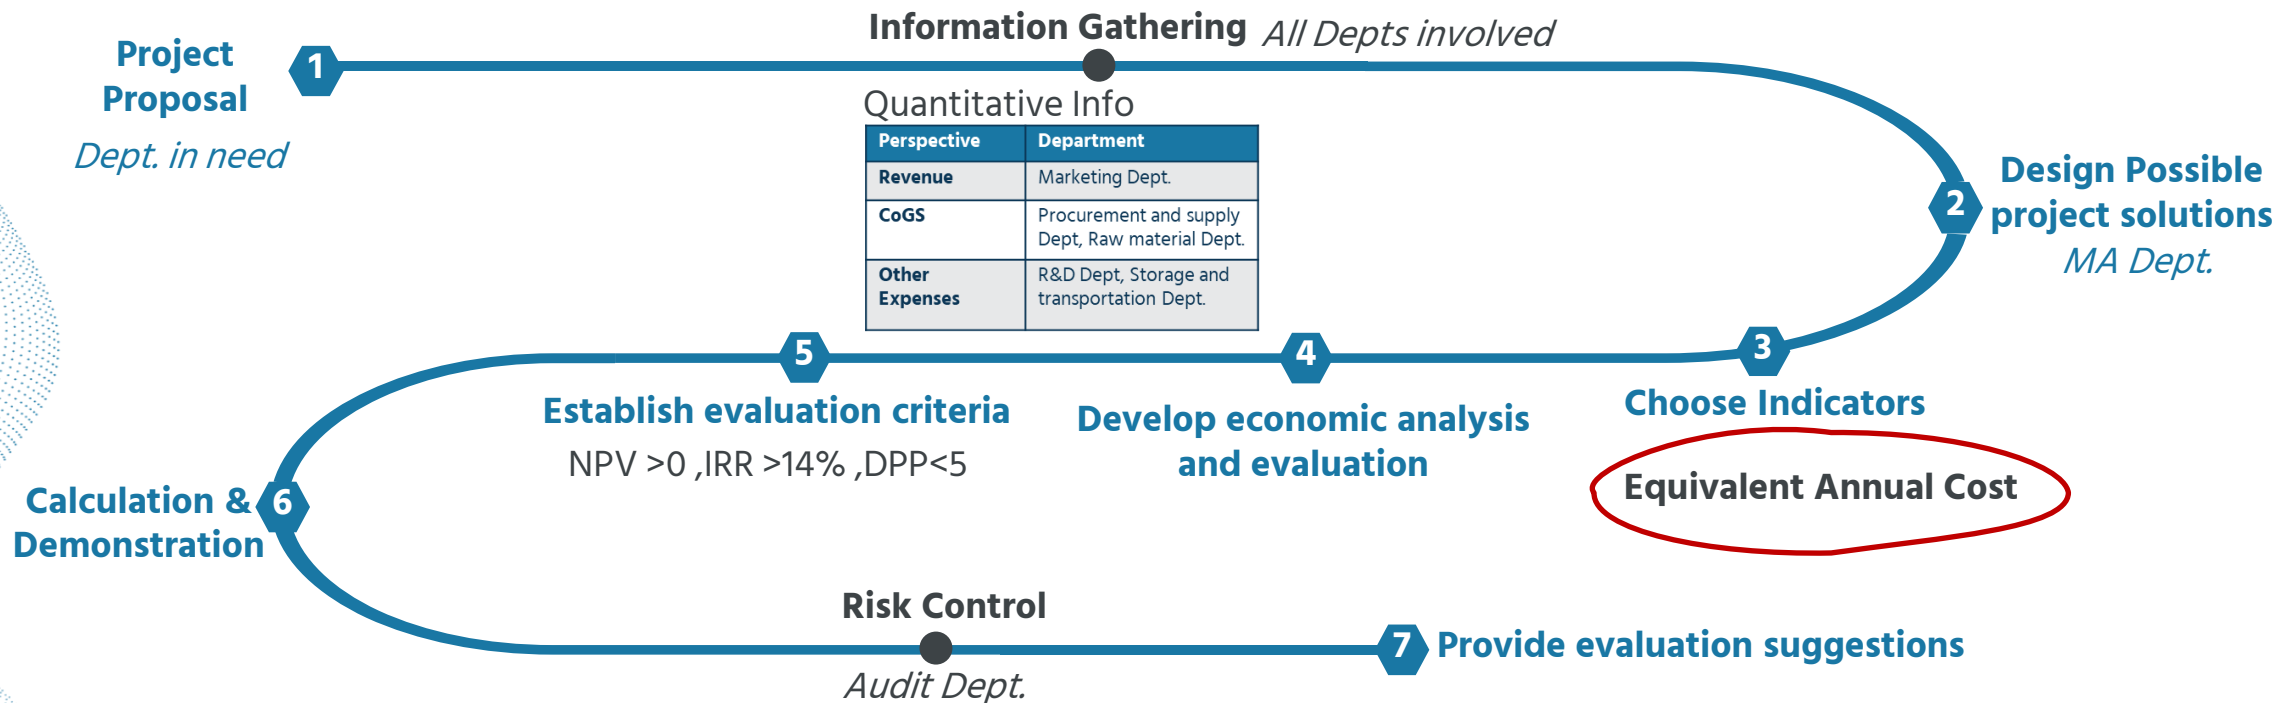 Information Gathering All Depts involved
Project
Proposal
Dept. in need
1
Quantitative Info
Perspective Department
Revenue Marketing Dept.
CoGS Procurement and supply
Dept, Raw material Dept.
Other R&D Dept, Storage and
Expenses transportation Dept.
2
Design Possible
project solutions
MA Dept.
3
Choose Indicators
Equivalent Annual Cost
4
Develop economic analysis
and evaluation
5
Establish evaluation criteria
NPV >0 ,IRR >14% ,DPP<5
6
Calculation &
Demonstration
Risk Control
Audit Dept.
7 Provide evaluation suggestions